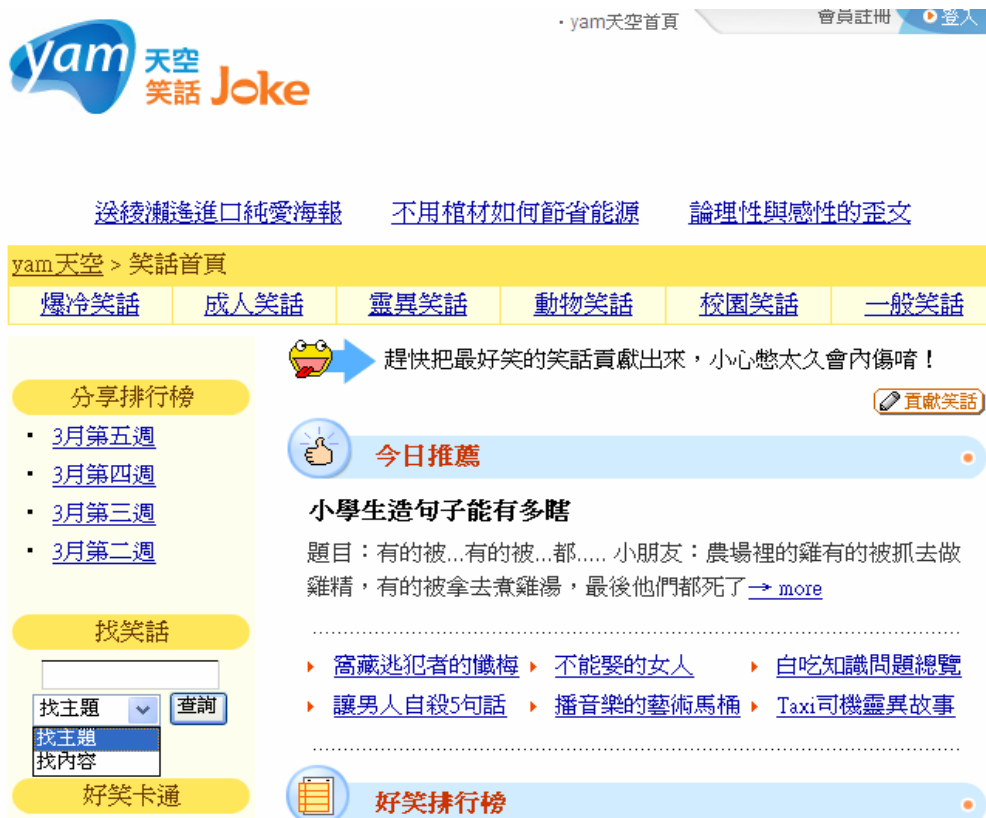 · yam天空首頁
會員註冊
登入
yam 天空
笑話 Joke
送綾瀨遙進口純愛海報 不用棺材如何節省能源 論理性與感性的歪文
yam天空 > 笑話首頁
爆冷笑話 成人笑話 靈異笑話 動物笑話 校園笑話 一般笑話
趕快把最好笑的笑話貢獻出來，小心憋太久會內傷唷！
貢獻笑話
分享排行榜
3月第五週
3月第四週
3月第三週
3月第二週
找笑話
找主題 查詢
找主題
找內容
好笑卡通
今日推薦
小學生造句子能有多瞎
題目：有的被...有的被...都..... 小朋友：農場裡的雞有的被抓去做
雞精，有的被拿去煮雞湯，最後他們都死了→ more
窩藏逃犯者的懺悔 不能娶的女人 白吃知識問題總覽
讓男人自殺5句話 播音樂的藝術馬桶 Taxi司機靈異故事
好笑排行榜